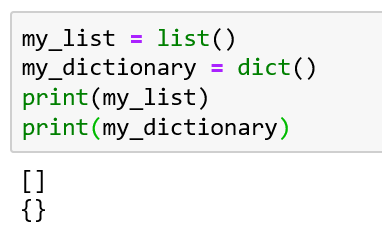 my_list = list()
my_dictionary = dict()
print(my_list)
print(my_dictionary)
[]
{}